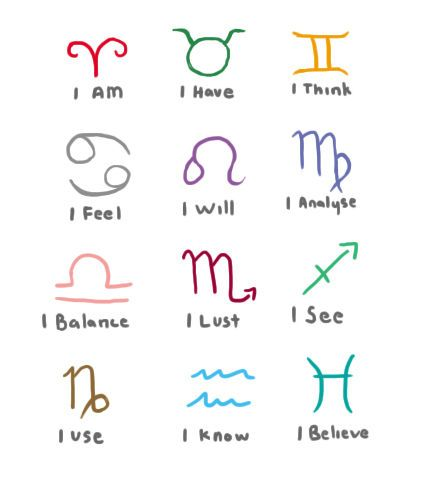 I AM
I Have
I Think
I Feel
I Will
I Analyse
I Balance
I Lust
I See
I use
I know
I Believe